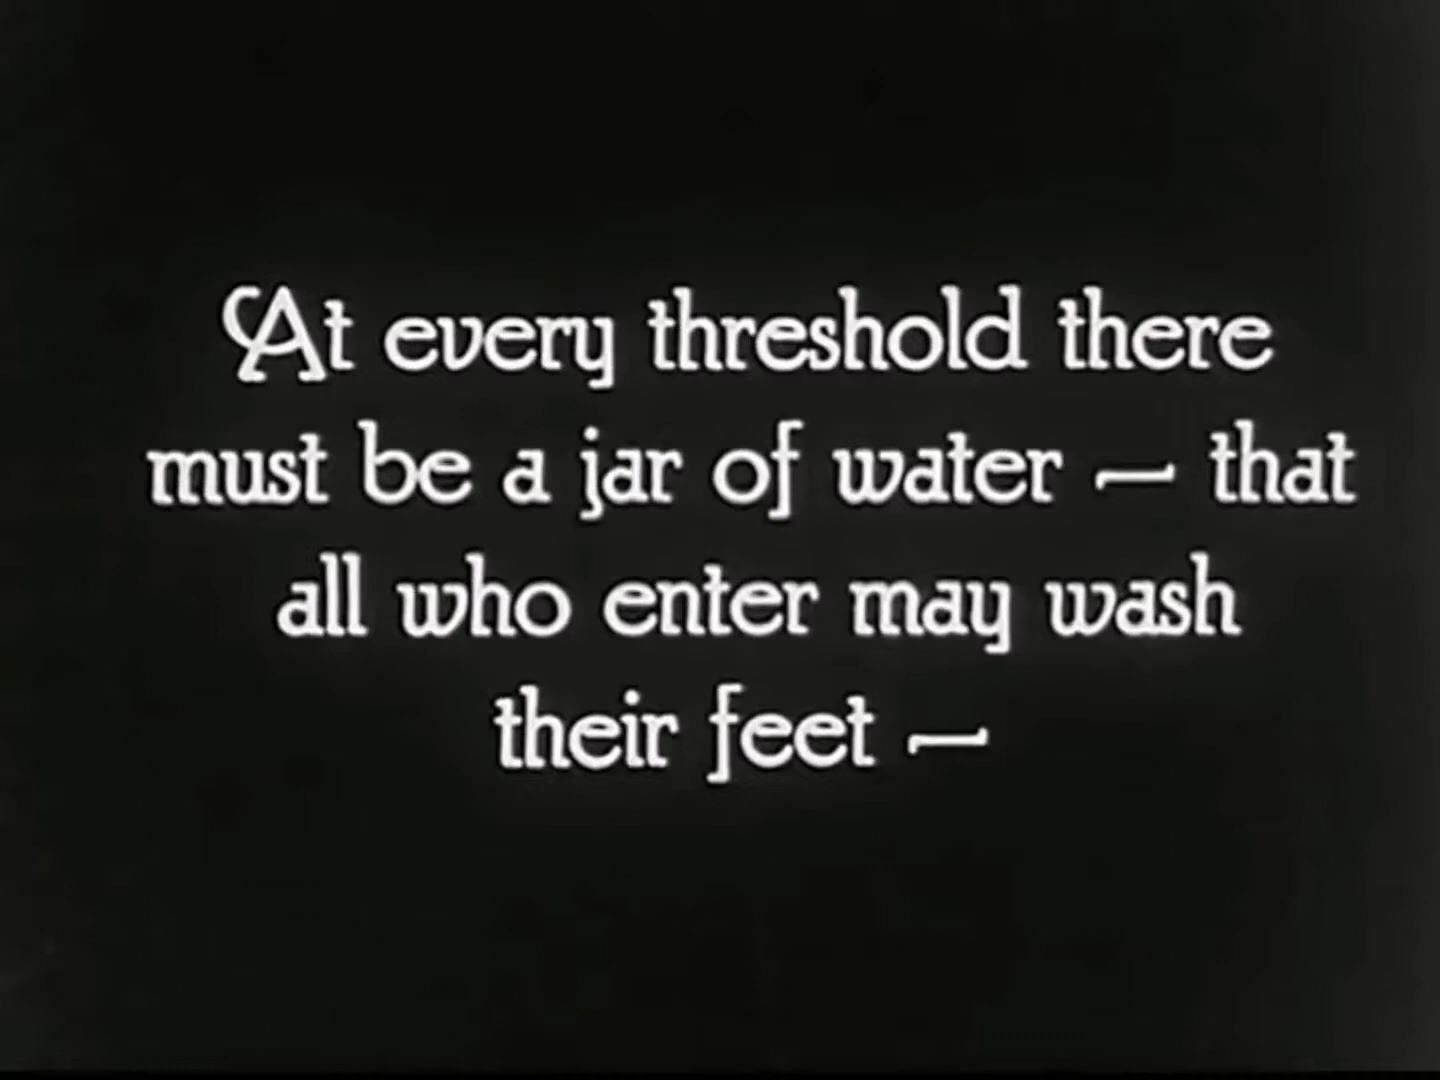 At every threshold there
must be a jar of water — that
all who enter may wash
their feet —